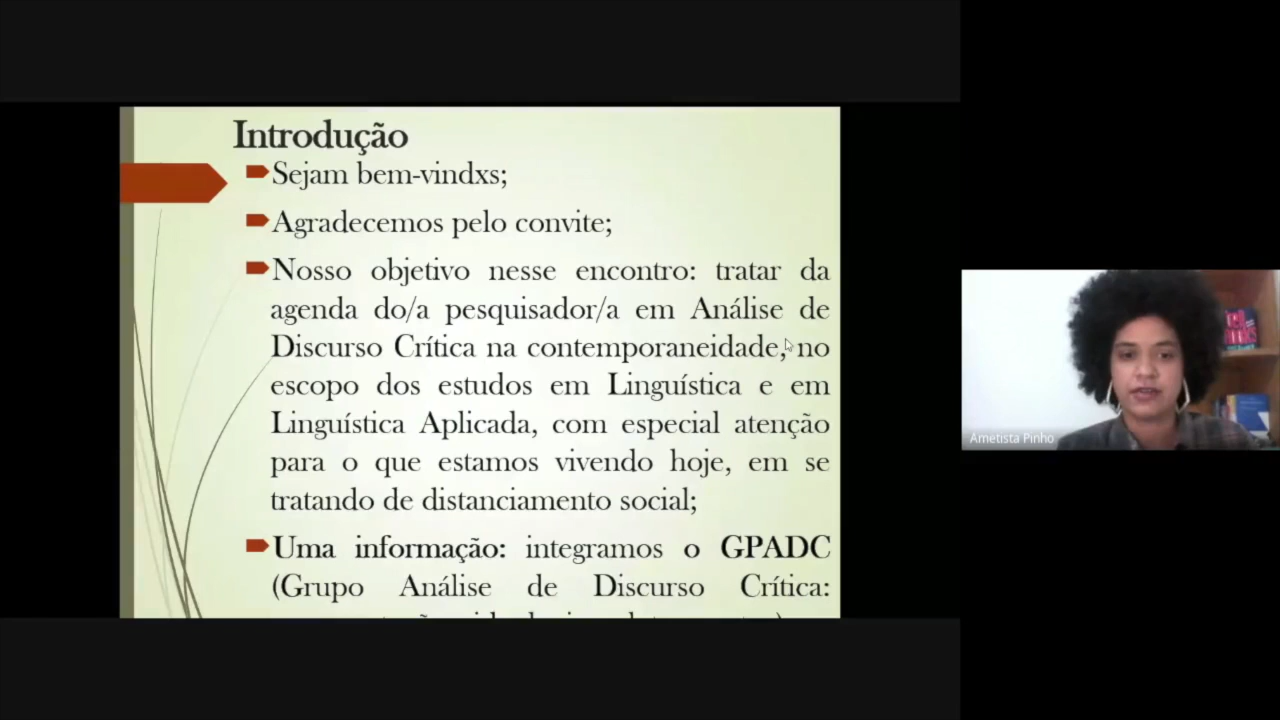 Introdução
Sejam bem-vindxs;
Agradecemos pelo convite;
Nosso objetivo nesse encontro: tratar da
agenda do/a pesquisador/a em Análise de
Discurso Crítica na contemporaneidade, no
escopo dos estudos em Linguística e em
Linguística Aplicada, com especial atenção
para o que estamos vivendo hoje, em se
tratando de distanciamento social;
Uma informação: integramos o GPADC
(Grupo Análise de Discurso Crítica:
Ametista Pinho